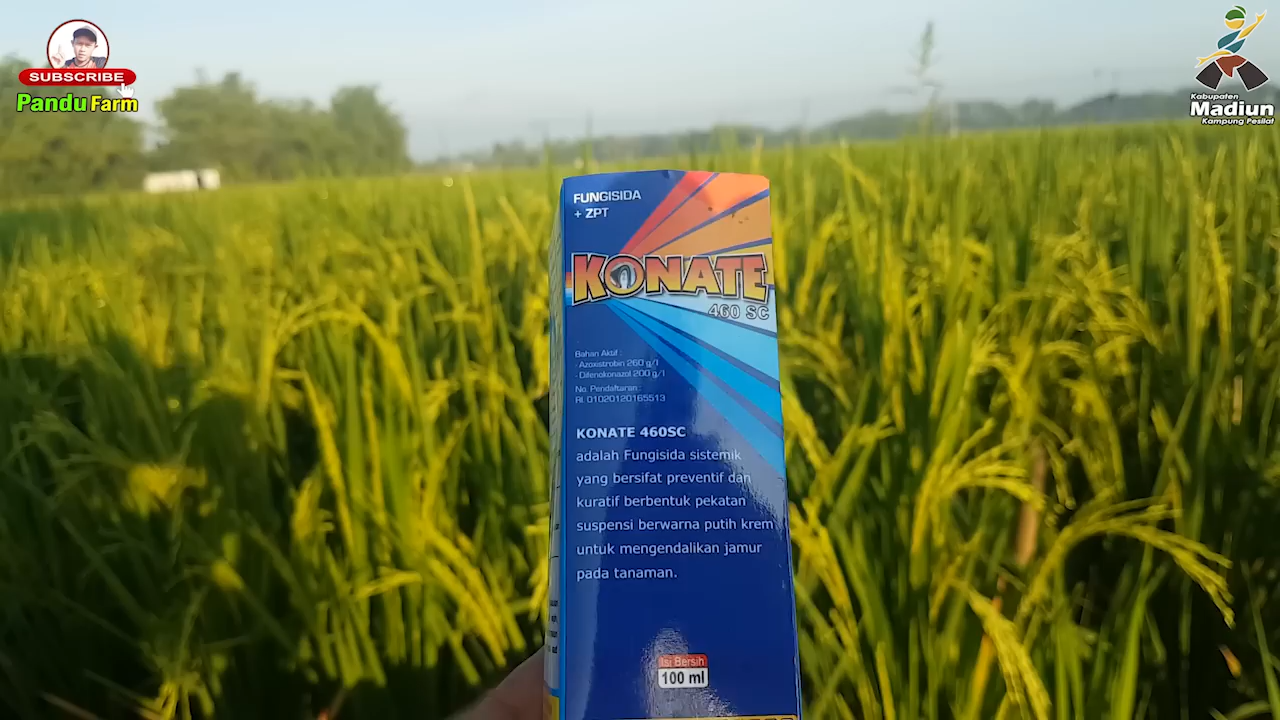 SUBSCRIBE
Pandu Farm
Kabupaten
Madiun
Kampung Pesilat
FUNGISIDA
+ ZPT
KONATE
460 SC
Bahan Aktif :
- Azoxistrobin 260 g/l
- Difenokonazol 200 g/l
No. Pendaftaran :
RI. 01020120165513
KONATE 460SC
adalah Fungisida sistemik
yang bersifat preventif dan
kuratif berbentuk pekatan
suspensi berwarna putih krem
untuk mengendalikan jamur
pada tanaman.
Isi Bersih
100 ml